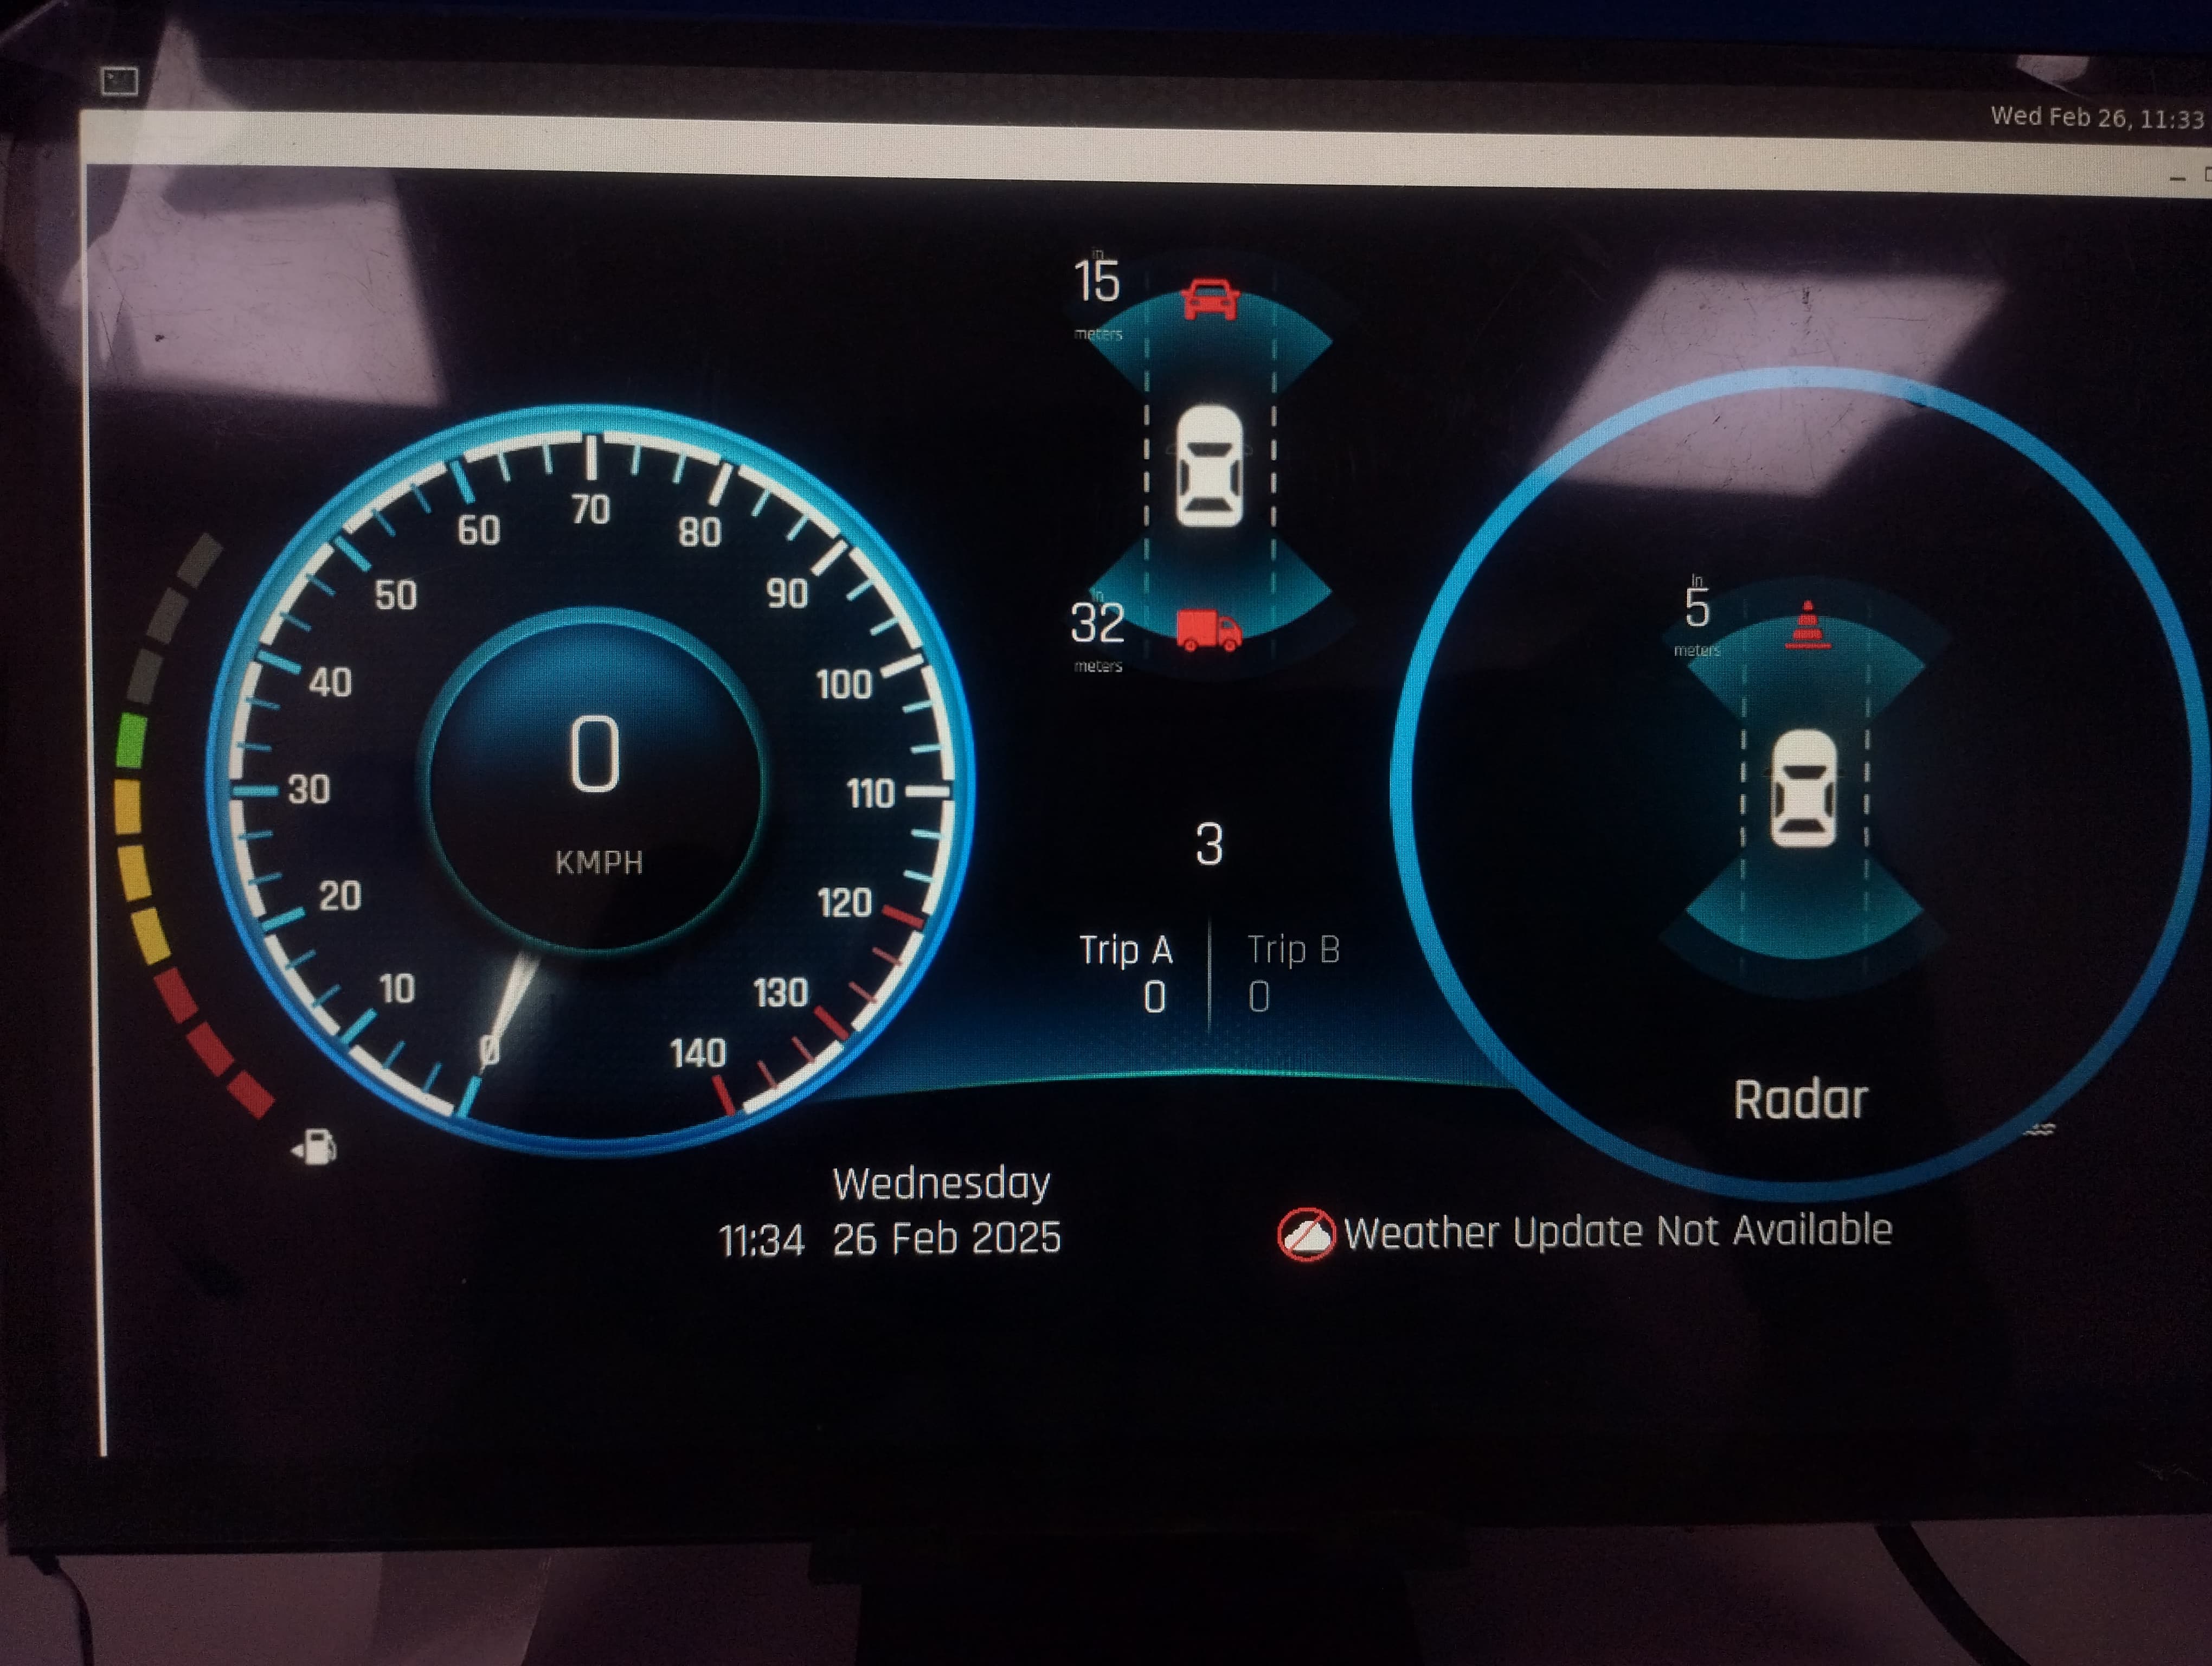 Wed Feb 26, 11:33
in
15
meters
70
60
80
50
90
In
32
meters
In
5
meters
40
100
0
30
110
KMPH
3
20
120
Trip A
Trip B
10
130
0
0
0
140
Radar
Wednesday
11:34 26 Feb 2025
Weather Update Not Available